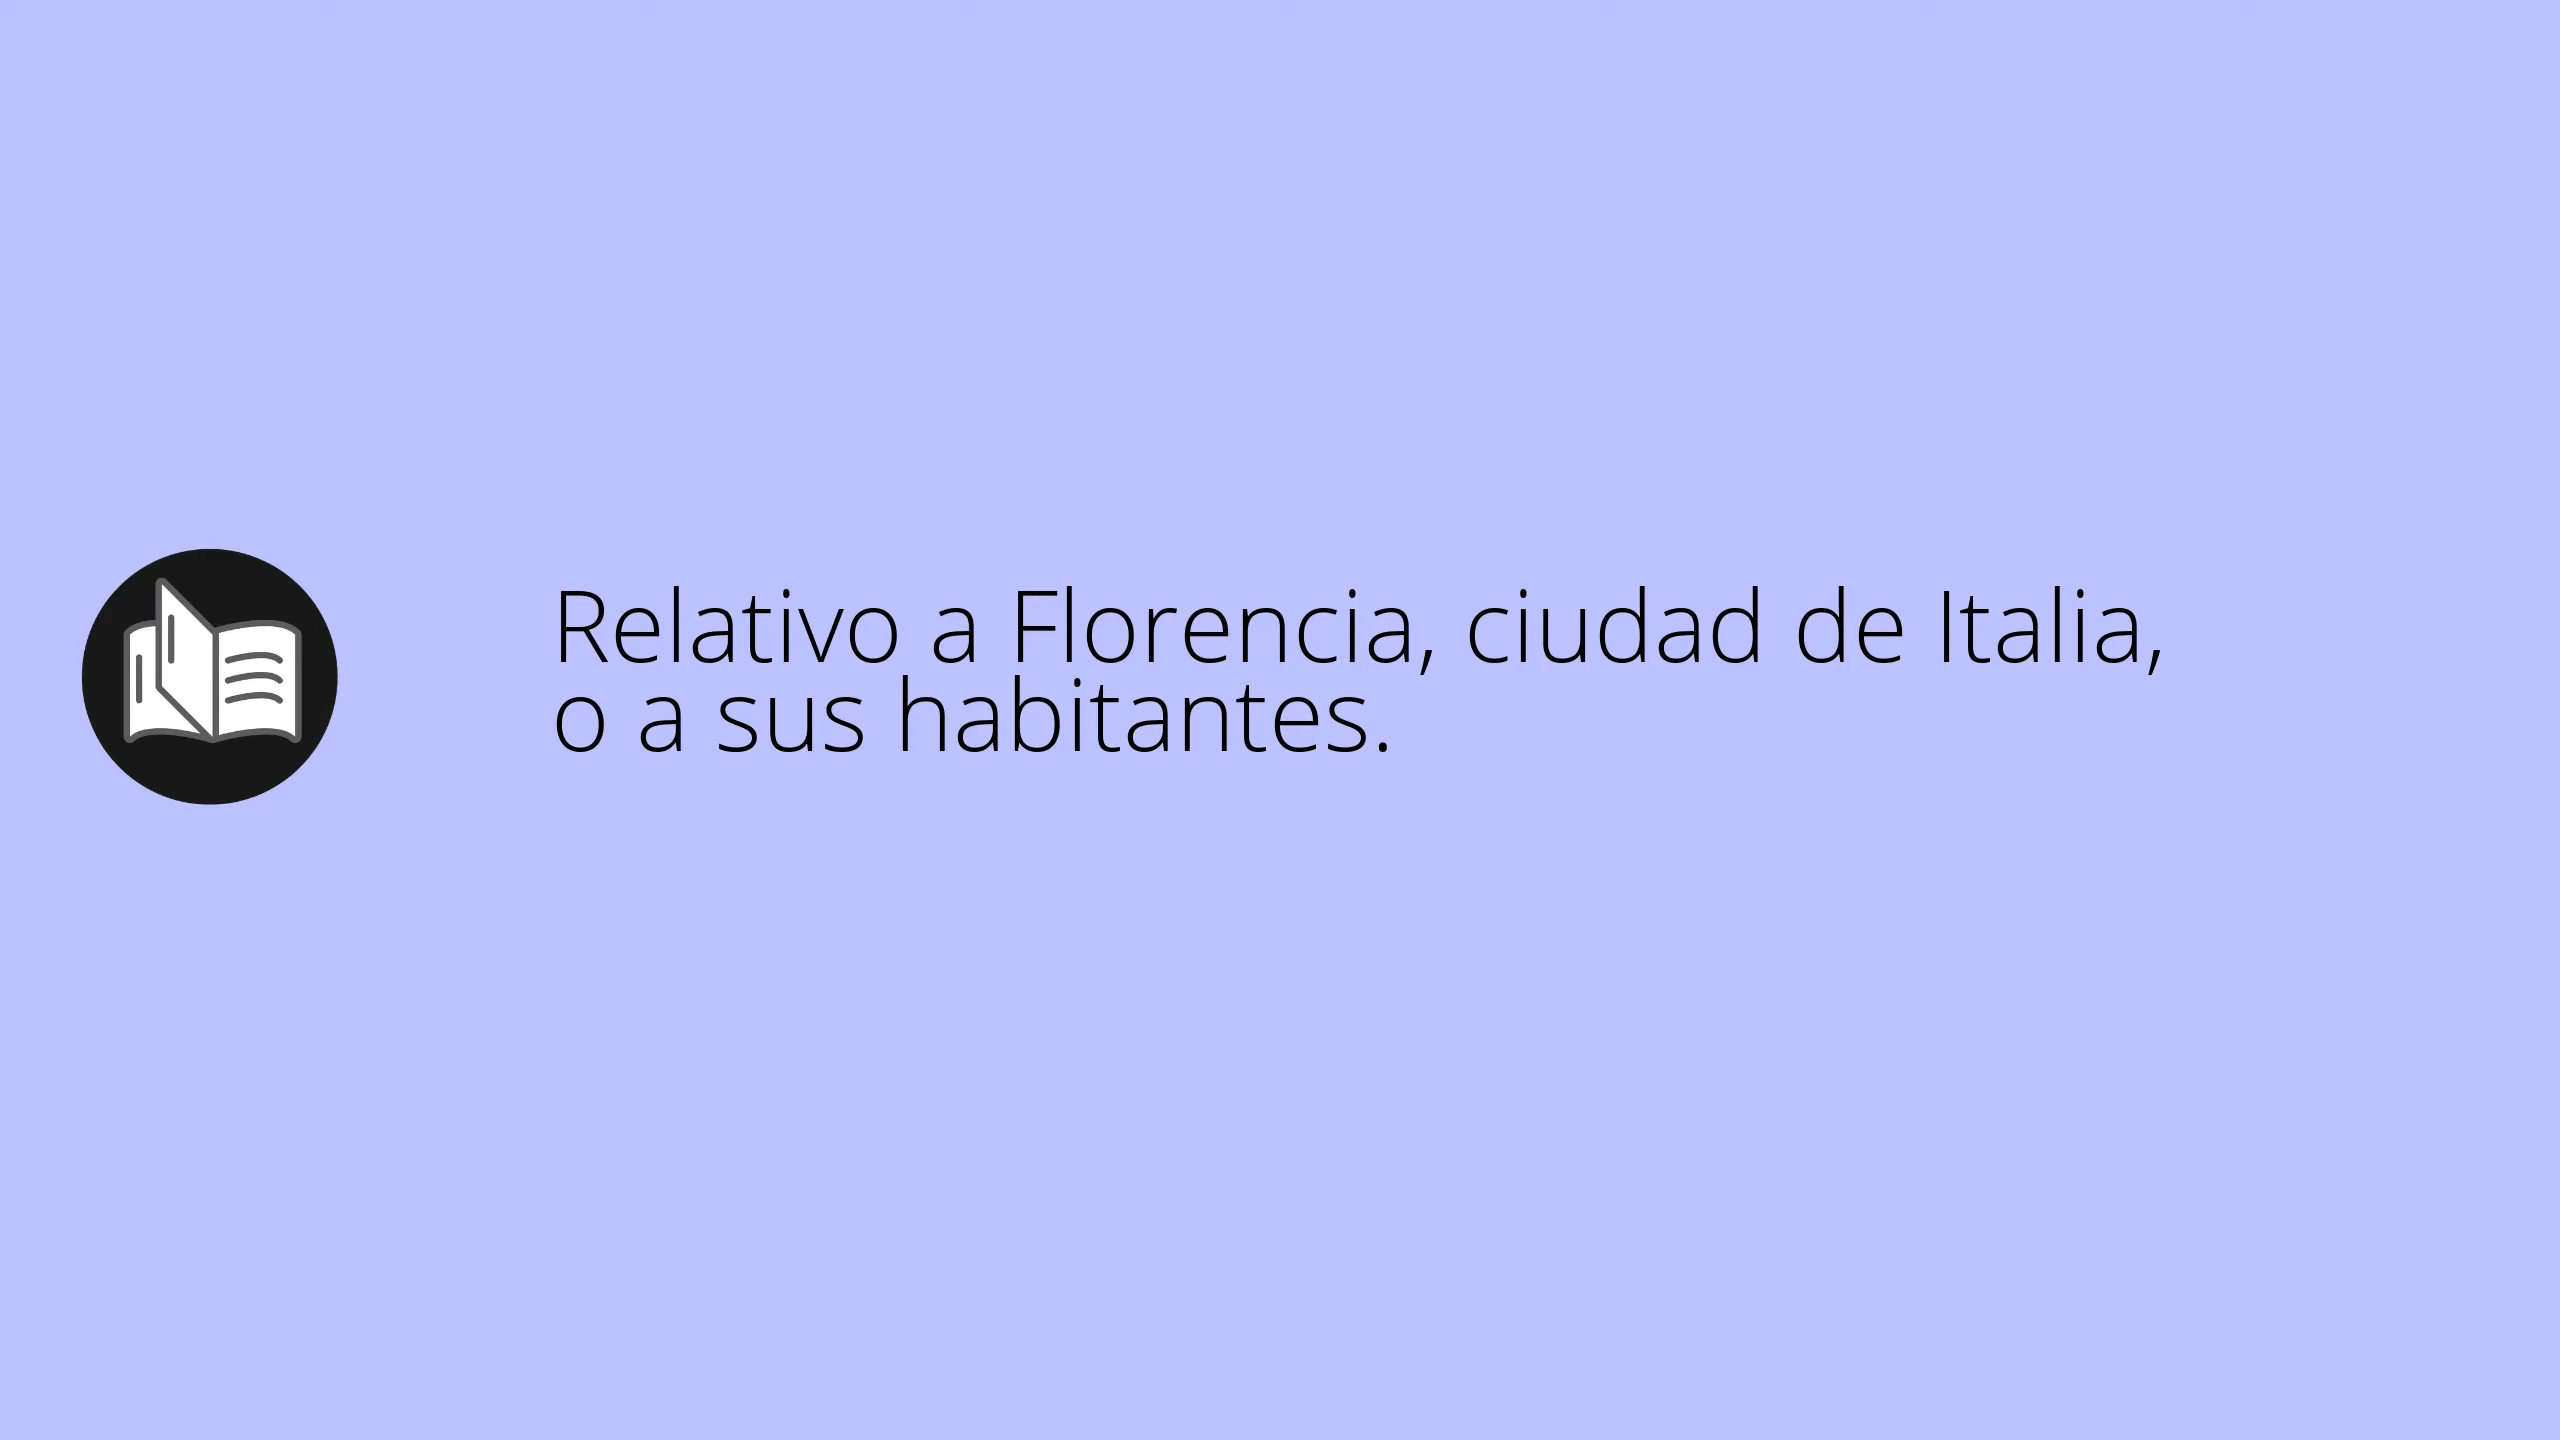 Relativo a Florencia, ciudad de Italia,
o a sus habitantes.